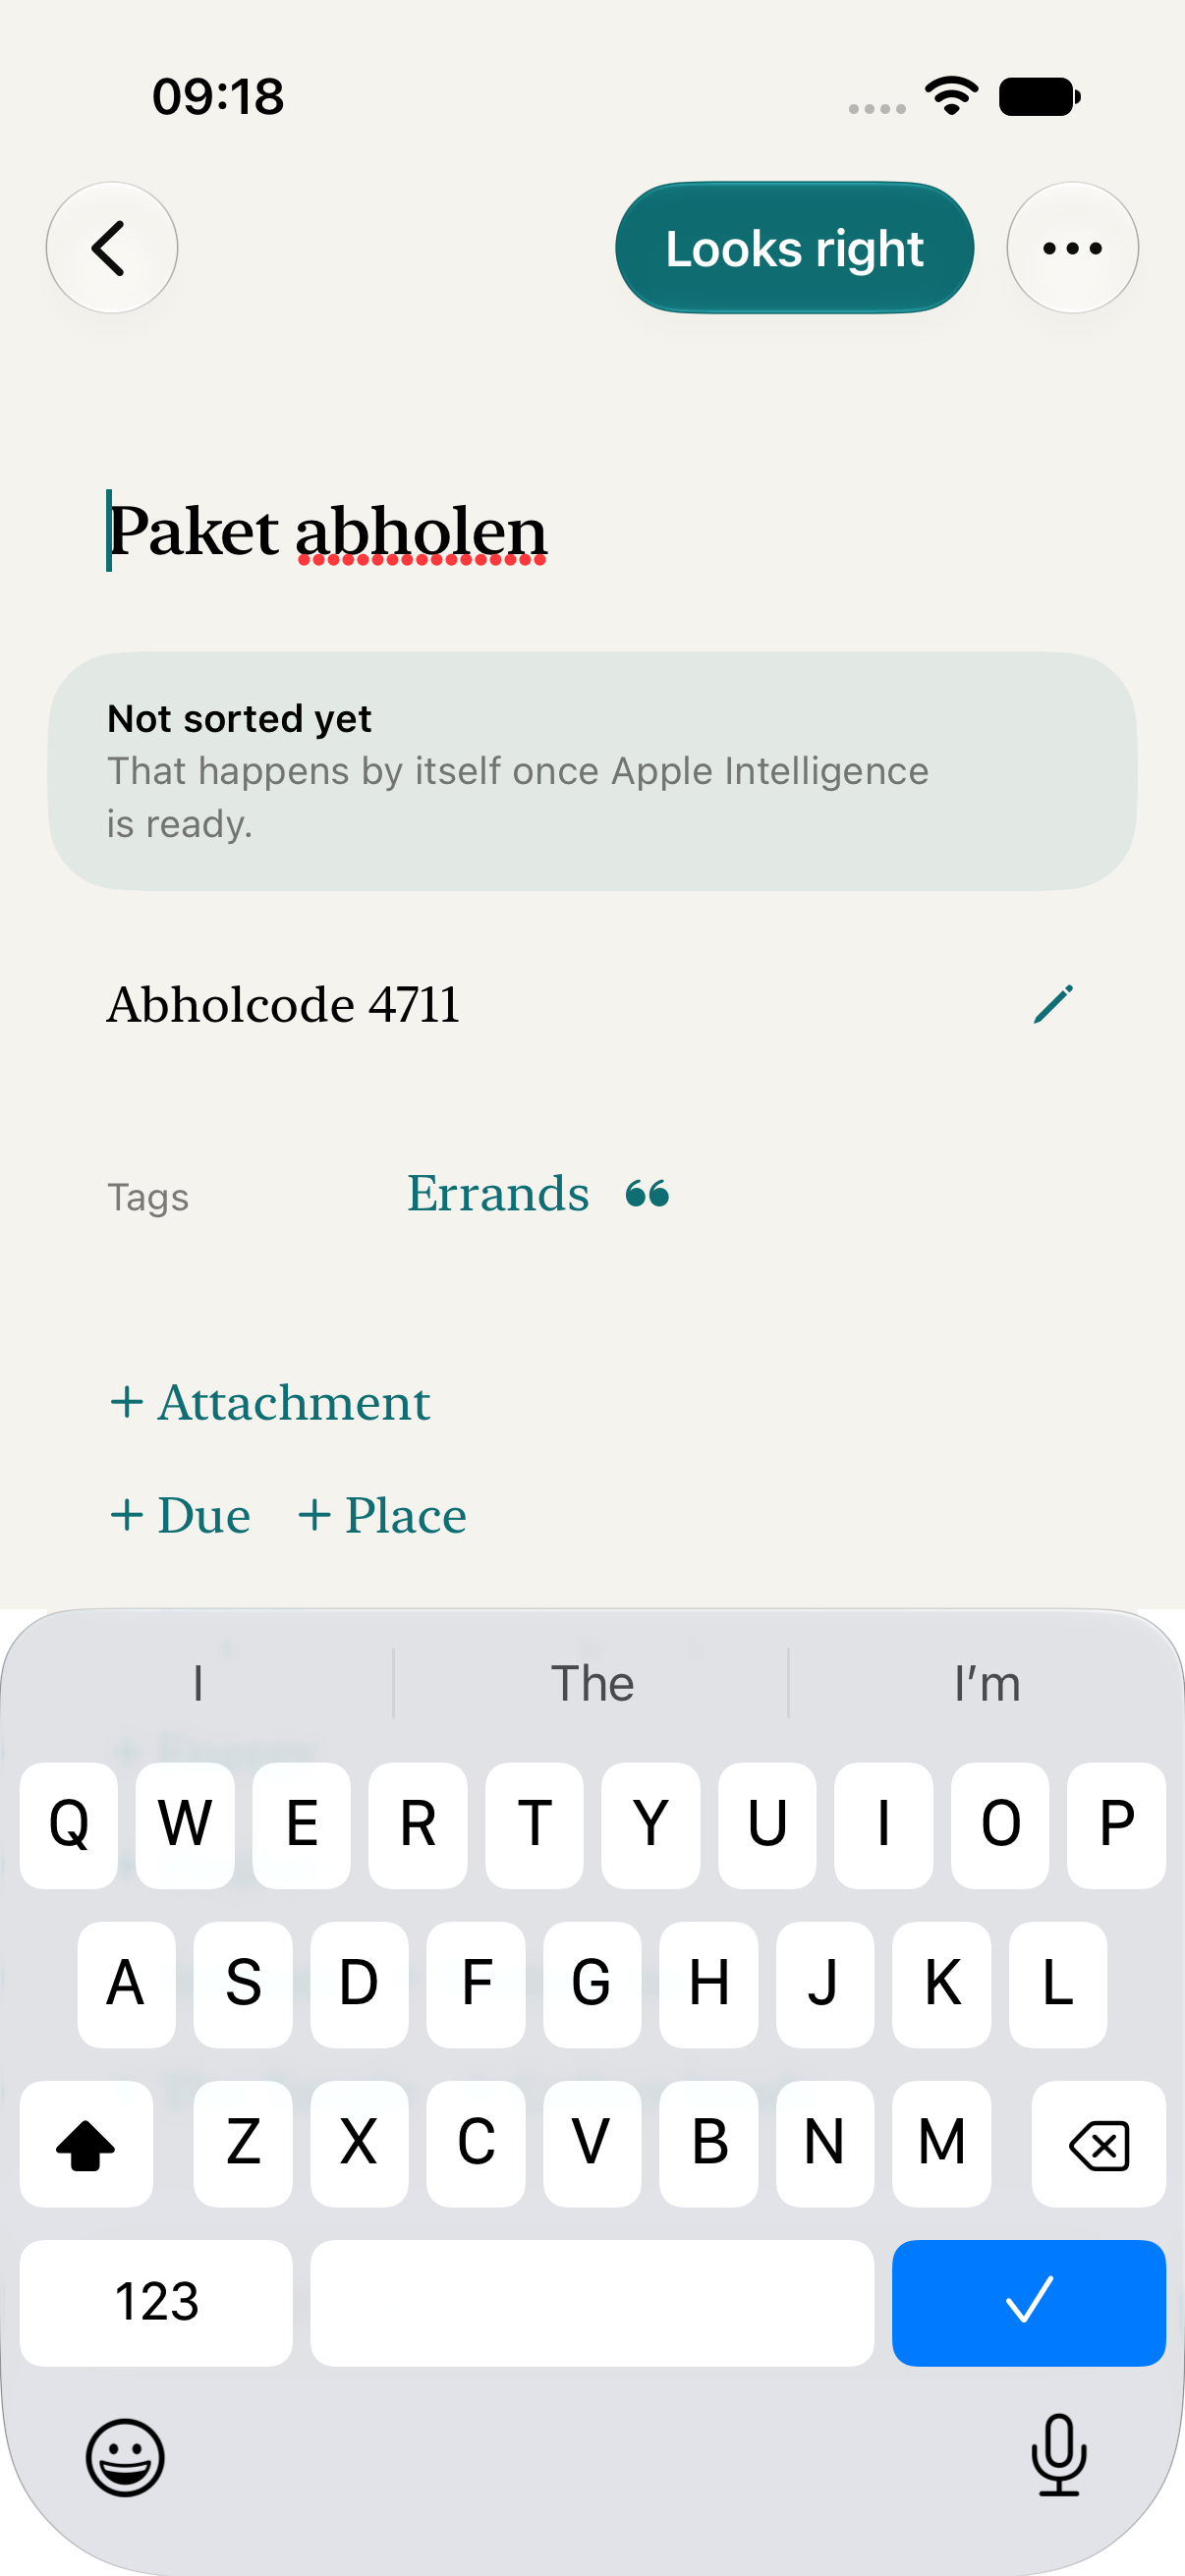 09:18
Looks right
Paket abholen
Not sorted yet
That happens by itself once Apple Intelligence
is ready.
Abholcode 4711
Tags Errands
+ Attachment
+ Due + Place
I The I’m
Q W E R T Y U I O P
A S D F G H J K L
Z X C V B N M
123